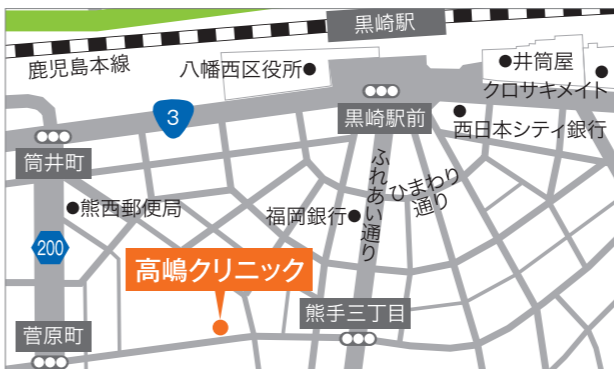 黒崎駅
鹿児島本線
八幡西区役所
井筒屋
クロサキメイト
3
黒崎駅前
西日本シティ銀行
筒井町
ふれあい通り
ひまわり
通り
熊西郵便局
福岡銀行
200
高嶋クリニック
熊手三丁目
菅原町